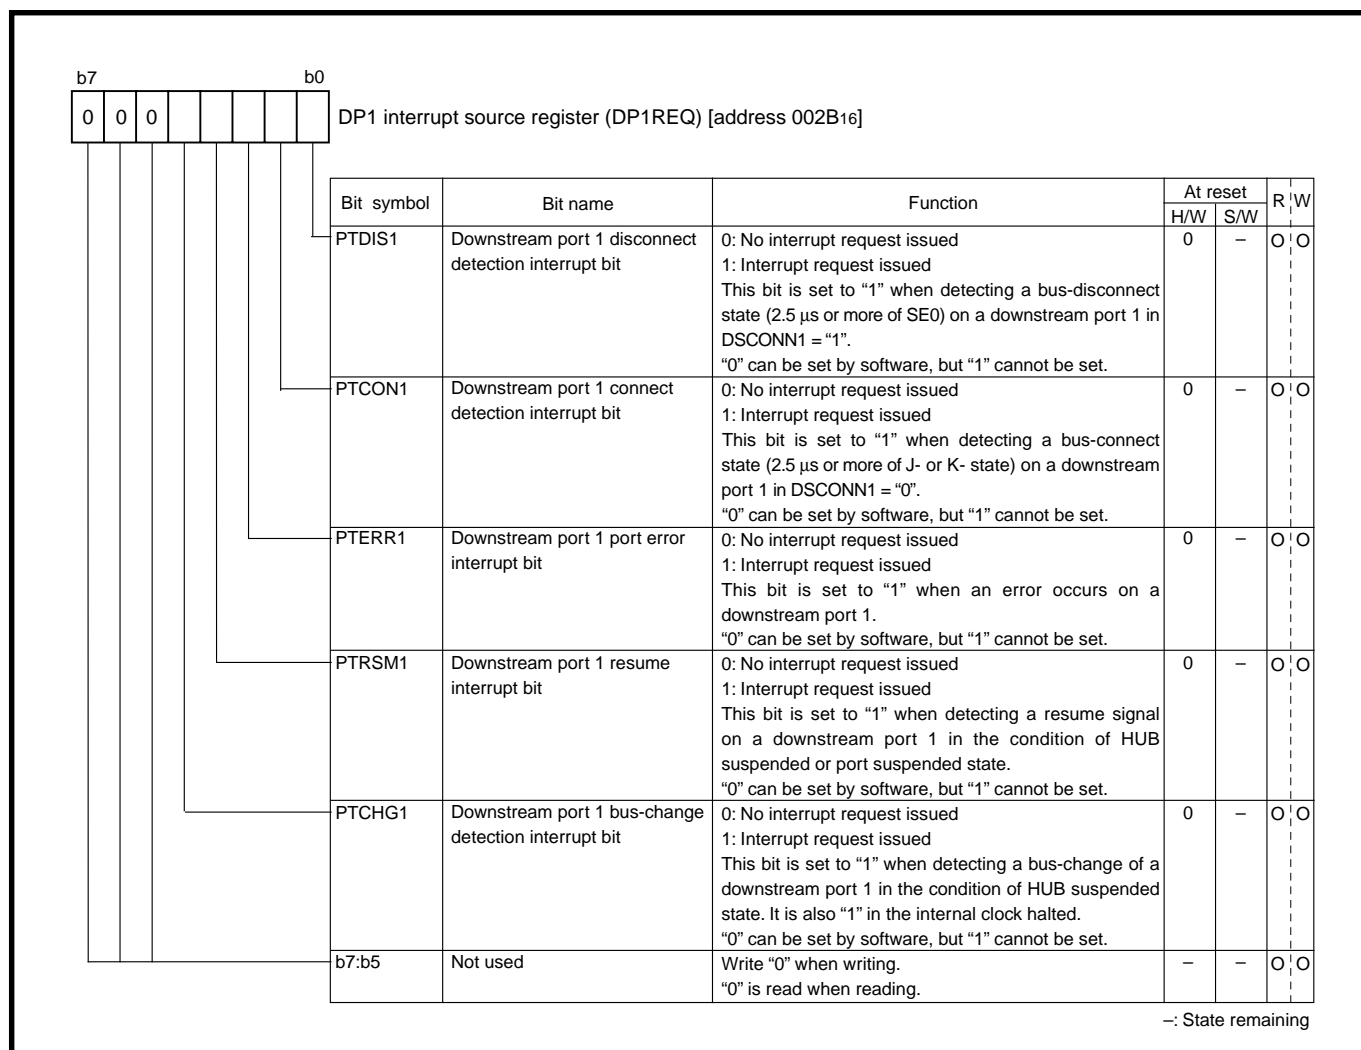 b7 b0
0 0 0 DP1 interrupt source register (DP1REQ) [address 002B16]
Bit symbol Bit name Function At reset R W
H/W S/W
PTDIS1 Downstream port 1 disconnect 0: No interrupt request issued 0 – O O
detection interrupt bit 1: Interrupt request issued
This bit is set to “1” when detecting a bus-disconnect
state (2.5 µs or more of SE0) on a downstream port 1 in
DSCONN1 = “1”.
“0” can be set by software, but “1” cannot be set.
PTCON1 Downstream port 1 connect 0: No interrupt request issued 0 – O O
detection interrupt bit 1: Interrupt request issued
This bit is set to “1” when detecting a bus-connect
state (2.5 µs or more of J- or K- state) on a downstream
port 1 in DSCONN1 = “0”.
“0” can be set by software, but “1” cannot be set.
PTERR1 Downstream port 1 port error 0: No interrupt request issued 0 – O O
interrupt bit 1: Interrupt request issued
This bit is set to “1” when an error occurs on a
downstream port 1.
“0” can be set by software, but “1” cannot be set.
PTRSM1 Downstream port 1 resume 0: No interrupt request issued 0 – O O
interrupt bit 1: Interrupt request issued
This bit is set to “1” when detecting a resume signal
on a downstream port 1 in the condition of HUB
suspended or port suspended state.
“0” can be set by software, but “1” cannot be set.
PTCHG1 Downstream port 1 bus-change 0: No interrupt request issued 0 – O O
detection interrupt bit 1: Interrupt request issued
This bit is set to “1” when detecting a bus-change of a
downstream port 1 in the condition of HUB suspended
state. It is also “1” in the internal clock halted.
“0” can be set by software, but “1” cannot be set.
b7:b5 Not used Write “0” when writing. – – O O
“0” is read when reading.
–: State remaining